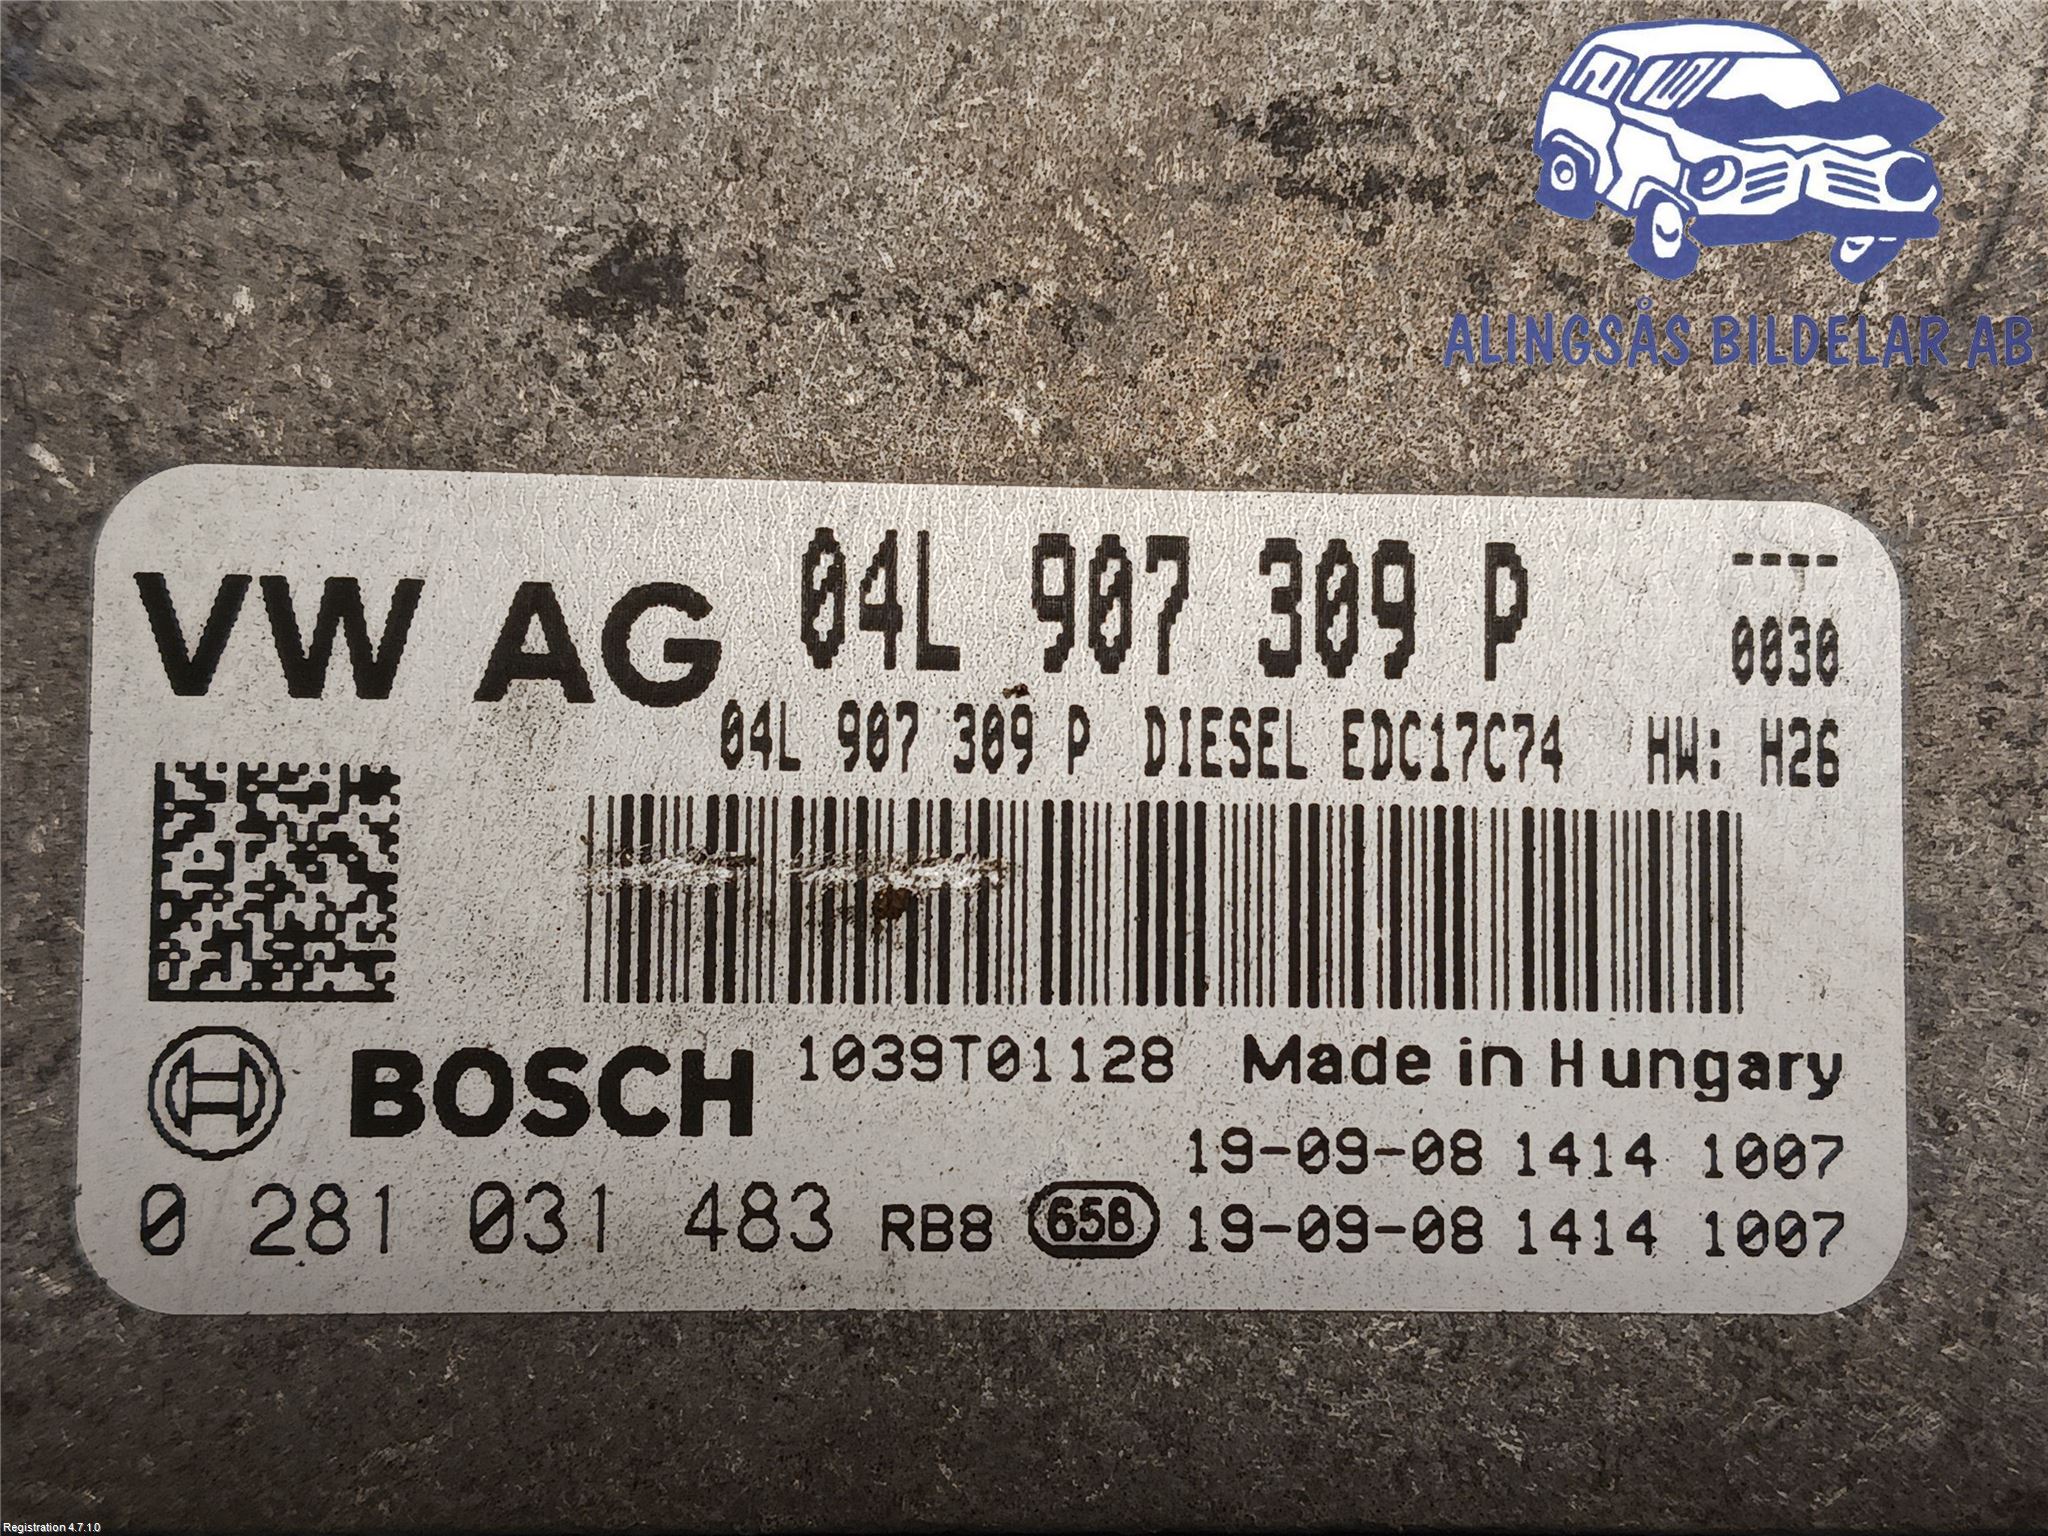 ALINGSÅS BILDELAR AB
VW AG 04L 907 309 P ----
0030
04L 907 309 P DIESEL EDC17C74 HW: H26
BOSCH 1039T01128 Made in Hungary
19-09-08 1414 1007
0 281 031 483 RB8 658 19-09-08 1414 1007
Registration 4.7.1.0